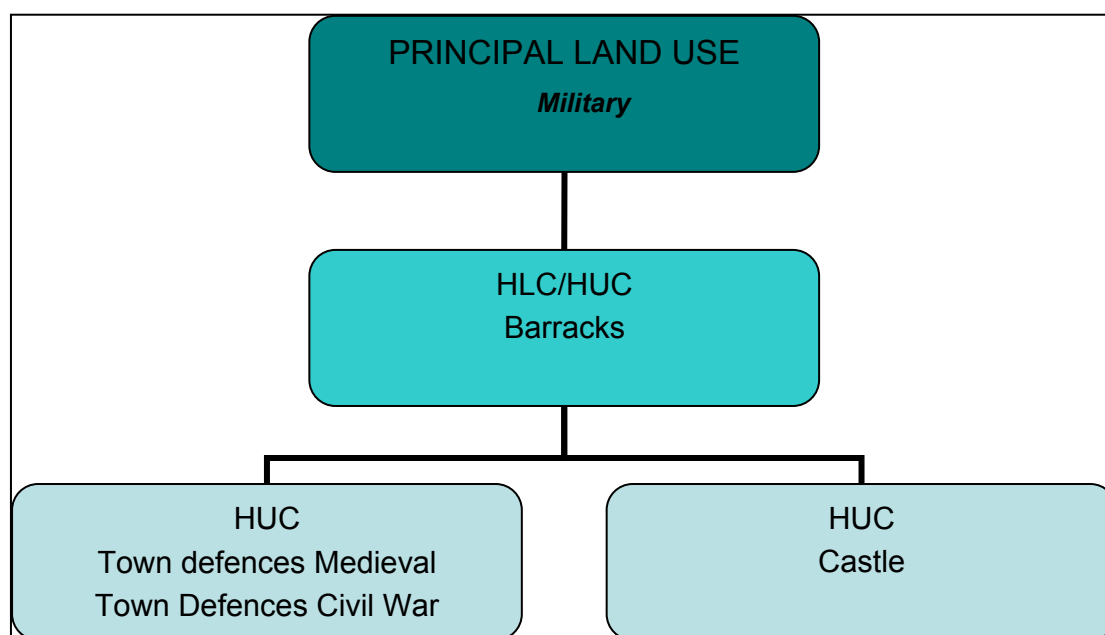 PRINCIPAL LAND USE
Military
HLC/HUC
Barracks
HUC
Town defences Medieval
Town Defences Civil War
HUC
Castle